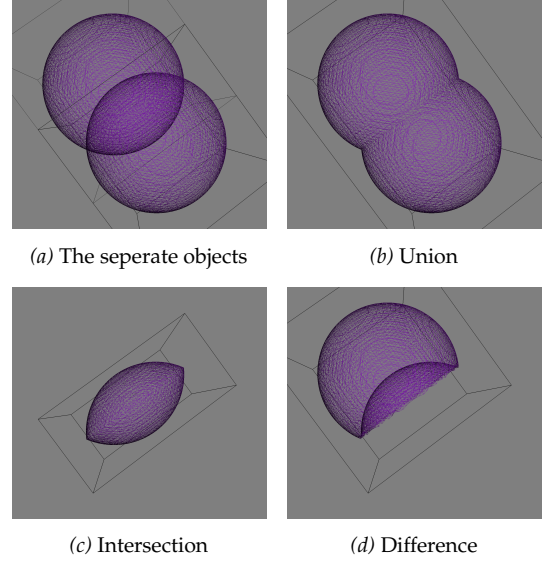 (a) The seperate objects
(b) Union
(c) Intersection
(d) Difference